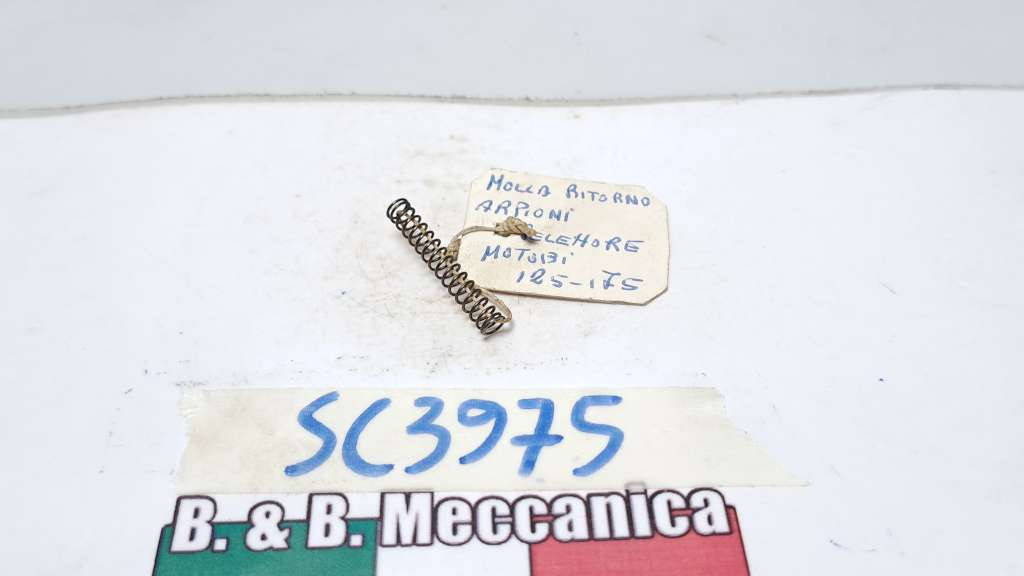 MOLLA RITORNO
ARPIONI
MOTOBI
125-175
SC3975
B. & B. Meccanica